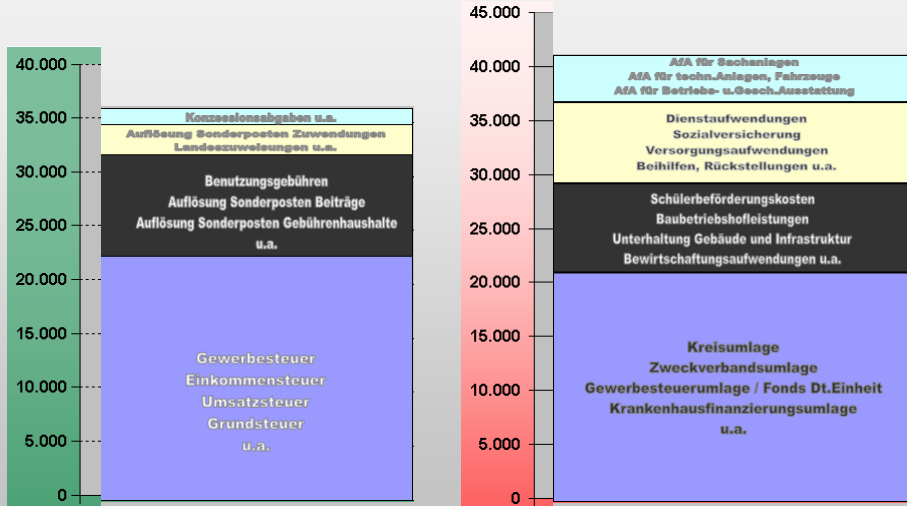 40.000
35.000
30.000
25.000
20.000
15.000
10.000
5.000
0
Konzessionsabgaben u.a.
Auflösung Sonderposten Zuwendungen
Landeszuweisungen u.a.
Benutzungsgebühren
Auflösung Sonderposten Beiträge
Auflösung Sonderposten Gebührenhaushalte
u.a.
Gewerbesteuer
Einkommensteuer
Umsatzsteuer
Grundsteuer
u.a.
45.000
40.000
35.000
30.000
25.000
20.000
15.000
10.000
5.000
0
AfA für Sachanlagen
AfA für techn.Anlagen, Fahrzeuge
AfA für Betriebs- u.Gesch.Ausstattung
Dienstaufwendungen
Sozialversicherung
Versorgungsaufwendungen
Beihilfen, Rückstellungen u.a.
Schülerbeförderungskosten
Baubetriebshofleistungen
Unterhaltung Gebäude und Infrastruktur
Bewirtschaftungsaufwendungen u.a.
Kreisumlage
Zweckverbandsumlage
Gewerbesteuerumlage / Fonds Dt.Einheit
Krankenhausfinanzierungsumlage
u.a.